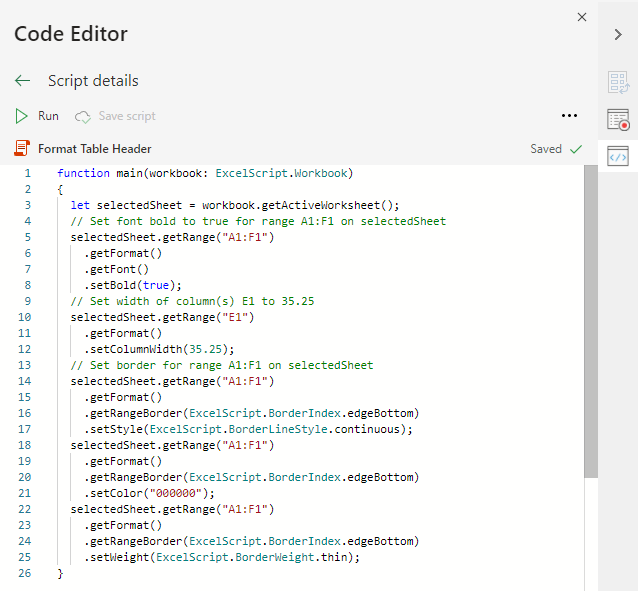 Code Editor
Script details
Run Save script
Format Table Header Saved
1 function main(workbook: ExcelScript.Workbook)
2 {
3 let selectedSheet = workbook.getActiveWorksheet();
4 // Set font bold to true for range A1:F1 on selectedSheet
5 selectedSheet.getRange("A1:F1")
6 .getFormat()
7 .getFont()
8 .setBold(true);
9 // Set width of column(s) E1 to 35.25
10 selectedSheet.getRange("E1")
11 .getFormat()
12 .setColumnWidth(35.25);
13 // Set border for range A1:F1 on selectedSheet
14 selectedSheet.getRange("A1:F1")
15 .getFormat()
16 .getRangeBorder(ExcelScript.BorderIndex.edgeBottom)
17 .setStyle(ExcelScript.BorderLineStyle.continuous);
18 selectedSheet.getRange("A1:F1")
19 .getFormat()
20 .getRangeBorder(ExcelScript.BorderIndex.edgeBottom)
21 .setColor("000000");
22 selectedSheet.getRange("A1:F1")
23 .getFormat()
24 .getRangeBorder(ExcelScript.BorderIndex.edgeBottom)
25 .setWeight(ExcelScript.BorderWeight.thin);
26 }